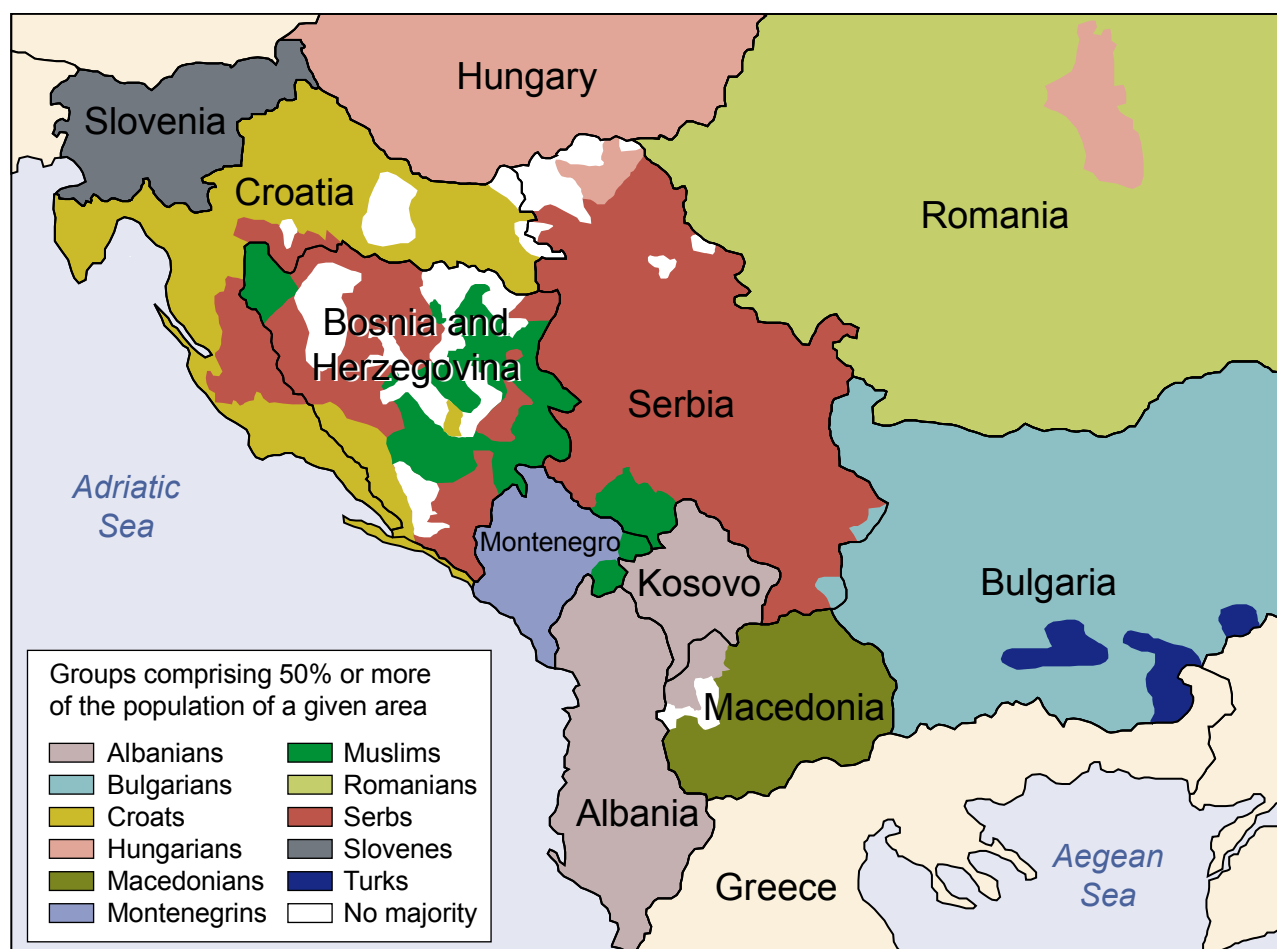 Hungary
Slovenia
Croatia
Romania
Bosnia and
Herzegovina
Serbia
Adriatic
Sea
Montenegro
Kosovo
Bulgaria
Macedonia
Albania
Greece
Aegean
Sea
Groups comprising 50% or more
of the population of a given area
Albanians
Bulgarians
Croats
Hungarians
Macedonians
Montenegrins
Muslims
Romanians
Serbs
Slovenes
Turks
No majority